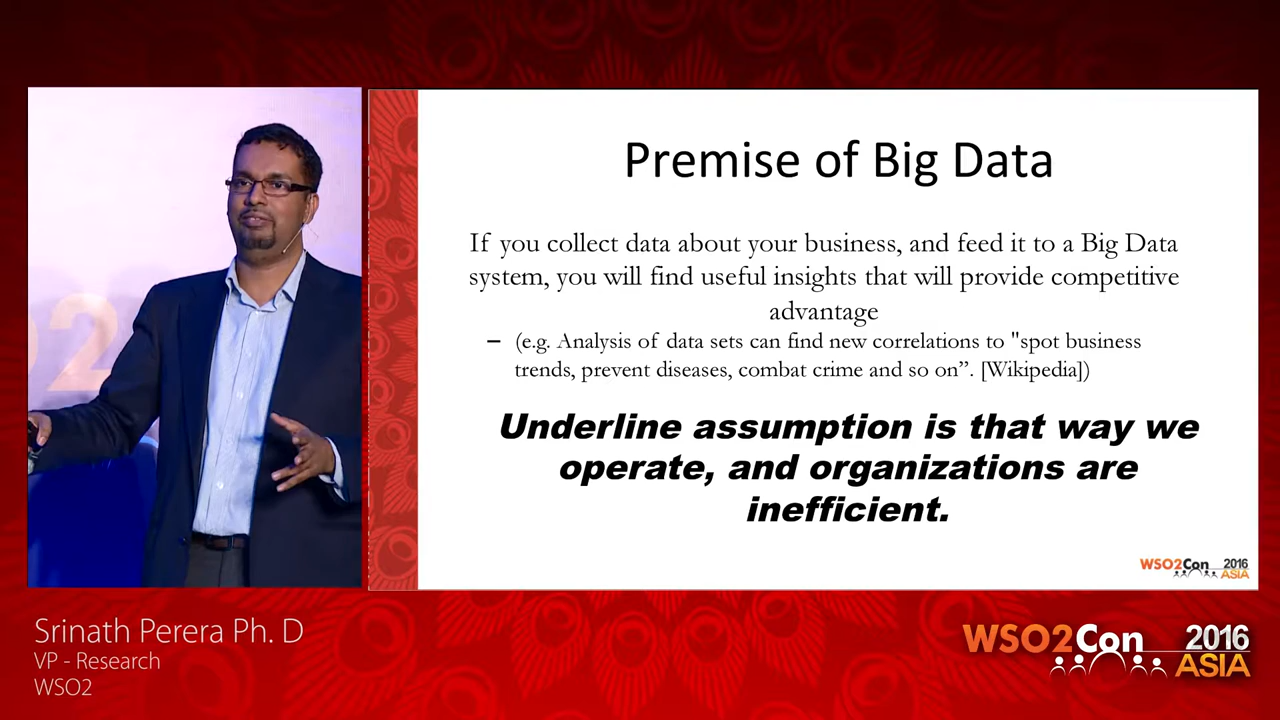 Premise of Big Data
If you collect data about your business, and feed it to a Big Data
system, you will find useful insights that will provide competitive
advantage
– (e.g. Analysis of data sets can find new correlations to "spot business
trends, prevent diseases, combat crime and so on”. [Wikipedia])
Underline assumption is that way we
operate, and organizations are
inefficient.
WSO2Con 2016
ASIA
O2
Srinath Perera Ph. D
VP - Research
WSO2
WSO2Con 2016
ASIA